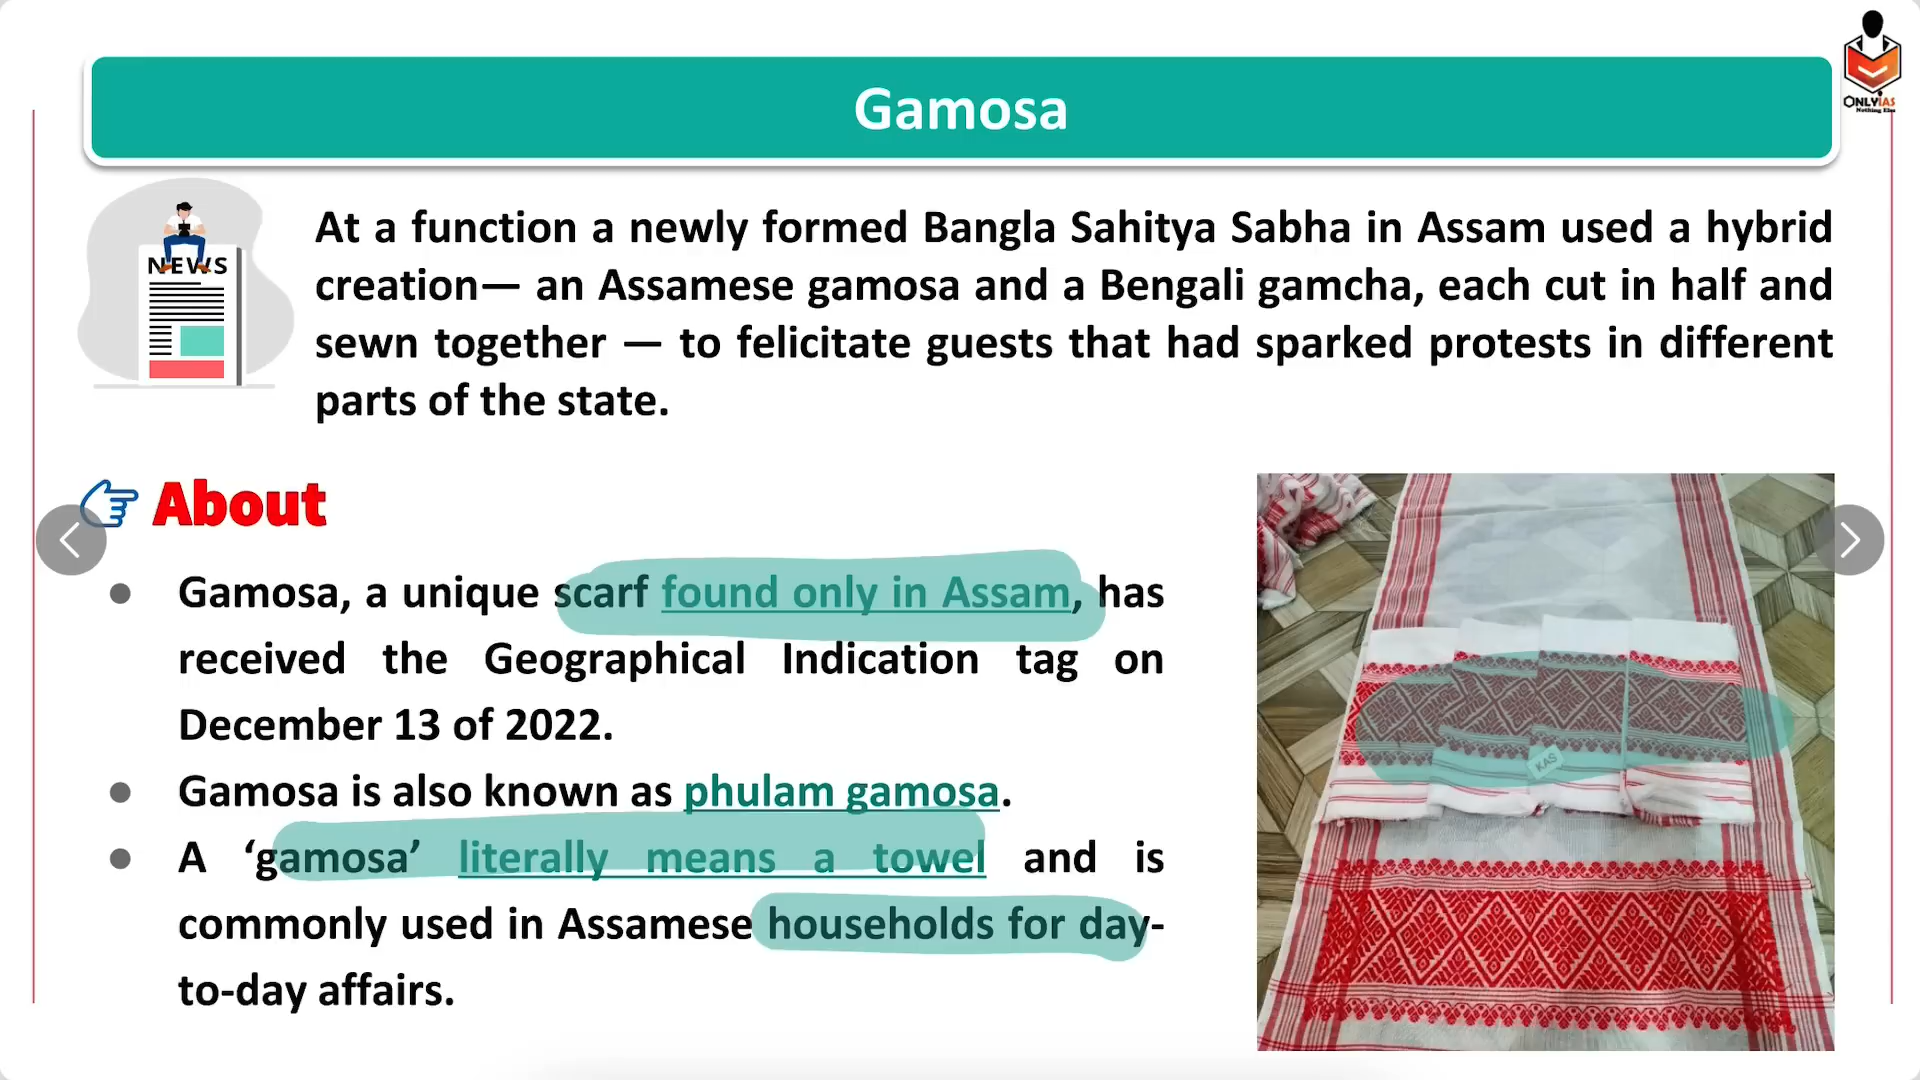 Gamosa
ONLYIAS
Nothing Else
NEWS
At a function a newly formed Bangla Sahitya Sabha in Assam used a hybrid
creation— an Assamese gamosa and a Bengali gamcha, each cut in half and
sewn together — to felicitate guests that had sparked protests in different
parts of the state.
About
● Gamosa, a unique scarf found only in Assam, has
received the Geographical Indication tag on
December 13 of 2022.
● Gamosa is also known as phulam gamosa.
● A ‘gamosa’ literally means a towel and is
commonly used in Assamese households for day-
to-day affairs.
KAS